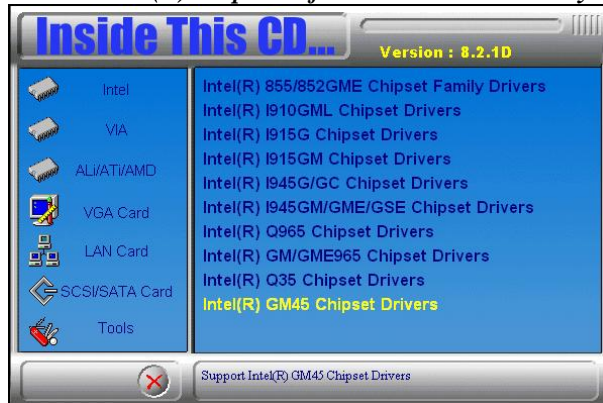 Inside This CD...
Version : 8.2.1D
Intel
VIA
ALi/ATi/AMD
VGA Card
LAN Card
SCSI/SATA Card
Tools
Intel(R) 855/852GME Chipset Family Drivers
Intel(R) I910GML Chipset Drivers
Intel(R) I915G Chipset Drivers
Intel(R) I915GM Chipset Drivers
Intel(R) I945G/GC Chipset Drivers
Intel(R) I945GM/GME/GSE Chipset Drivers
Intel(R) Q965 Chipset Drivers
Intel(R) GM/GME965 Chipset Drivers
Intel(R) Q35 Chipset Drivers
Intel(R) GM45 Chipset Drivers
Support Intel(R) GM45 Chipset Drivers